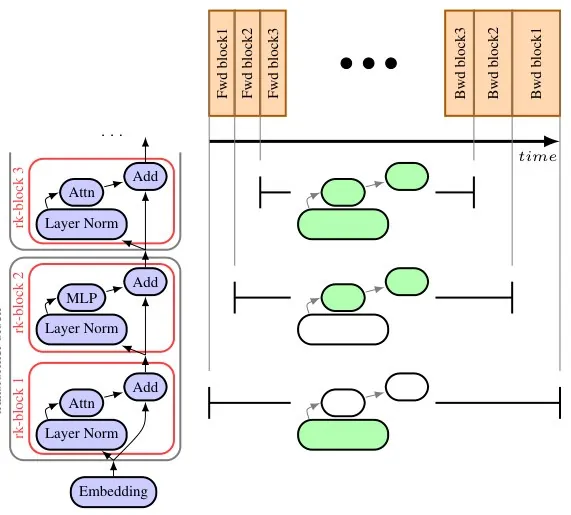 Fwd block1
Fwd block2
Fwd block3
Bwd block3
Bwd block2
Bwd block1
time
. . .
rk-block 3
Attn
Add
Layer Norm
rk-block 2
MLP
Add
Layer Norm
rk-block 1
Attn
Add
Layer Norm
Embedding